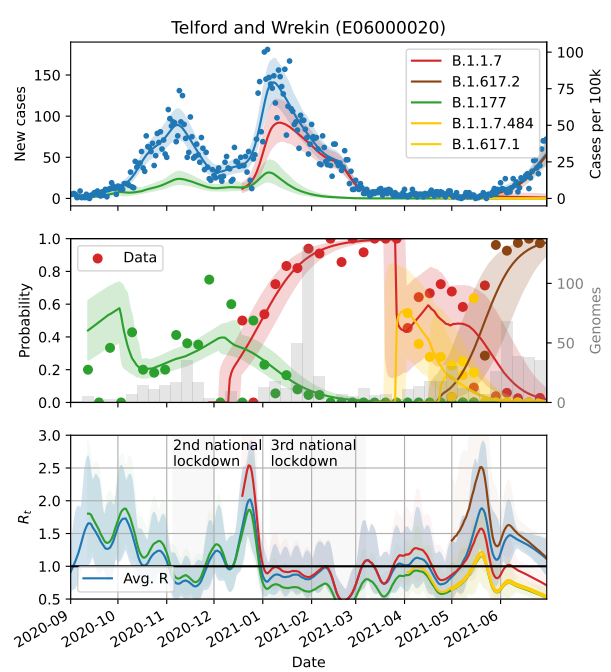 Telford and Wrekin (E06000020)
New cases
150
100
50
0
100
75
50
25
0
Cases per 100k
B.1.1.7
B.1.617.2
B.1.177
B.1.1.7.484
B.1.617.1
Probability
1.0
0.8
0.6
0.4
0.2
0.0
Data
100
50
0
Genomes
R_t
3.0
2.5
2.0
1.5
1.0
0.5
2nd national
lockdown
3rd national
lockdown
Avg. R
2020-09
2020-10
2020-11
2020-12
2021-01
2021-02
2021-03
2021-04
2021-05
2021-06
Date